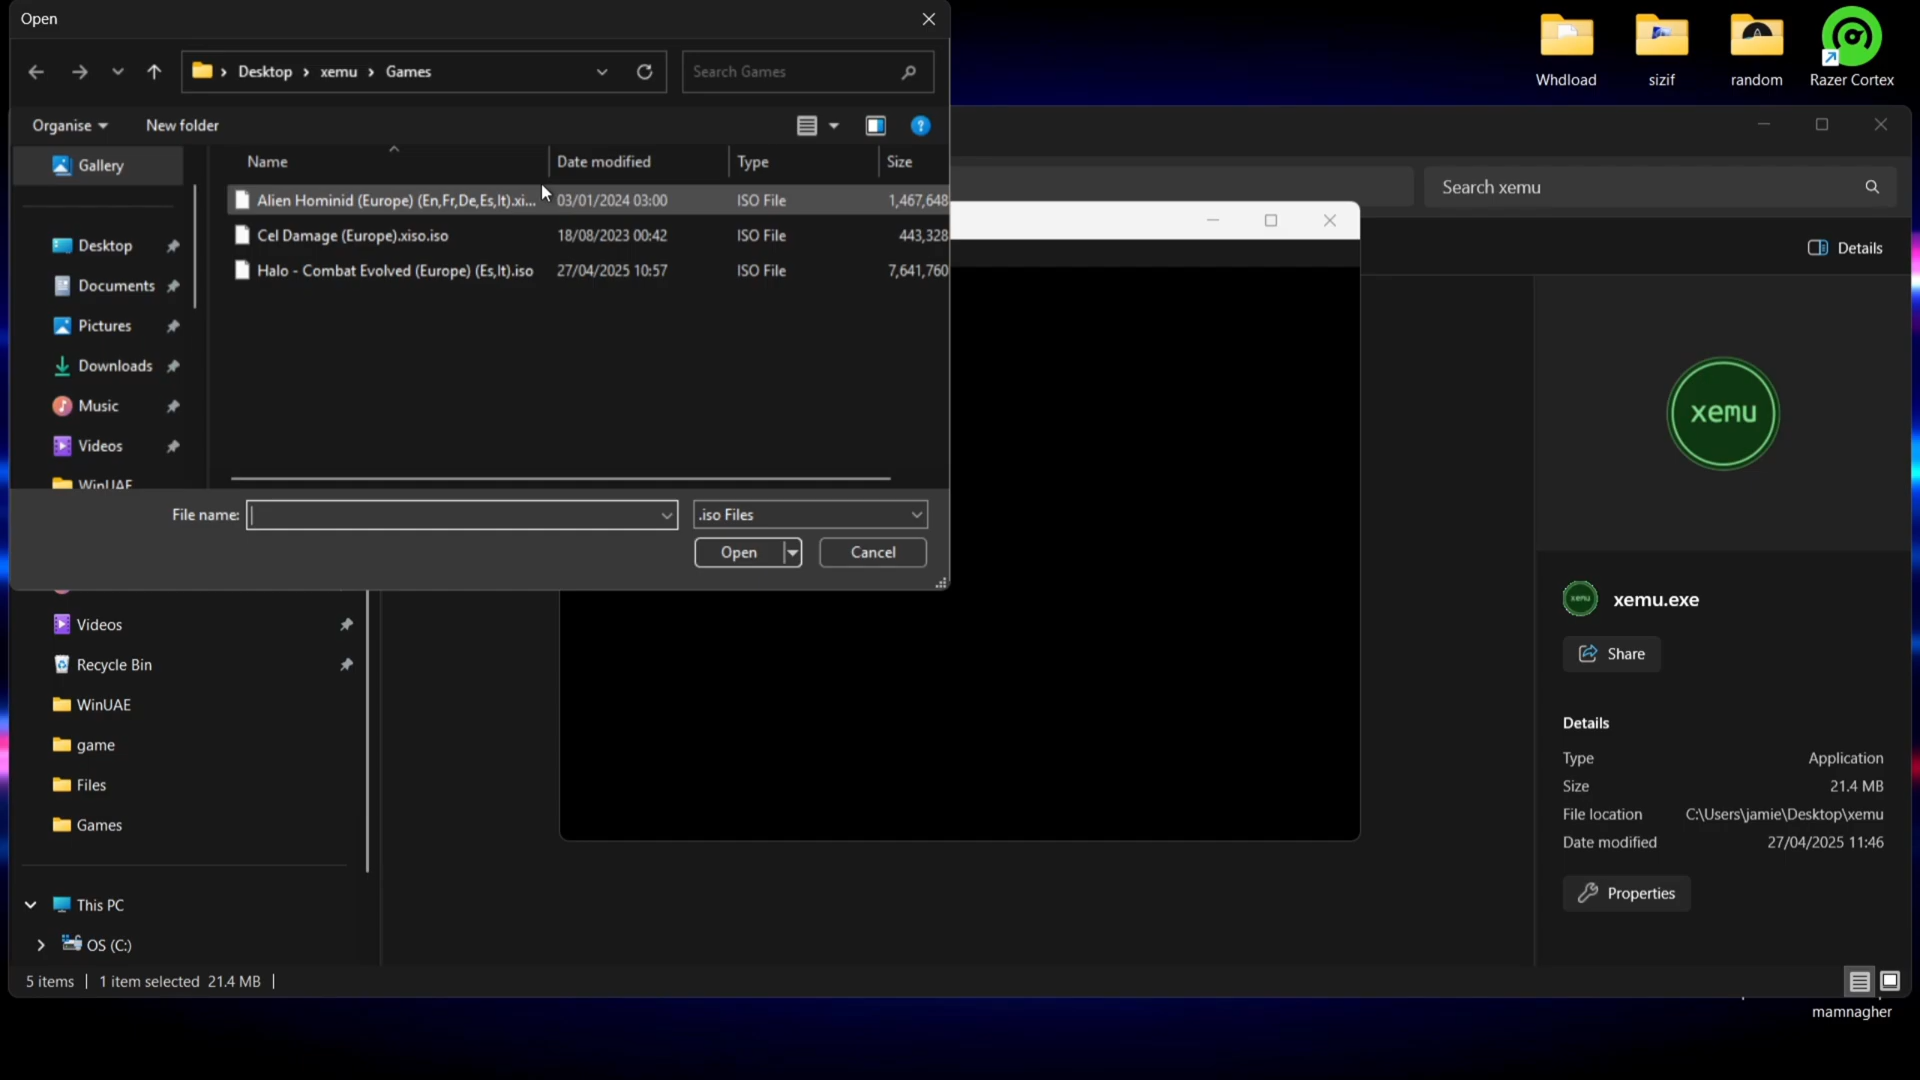 Open
Desktop > xemu > Games
Search Games
Organise
New folder
Name
Date modified
Type
Size
Gallery
Alien Hominid (Europe) (En,Fr,De,Es,It).xi...
03/01/2024 03:00
ISO File
1,467,648
Cel Damage (Europe).xiso.iso
18/08/2023 00:42
ISO File
443,328
Halo - Combat Evolved (Europe) (Es,It).iso
27/04/2025 10:57
ISO File
7,641,760
Desktop
Documents
Pictures
Downloads
Music
Videos
WinUAE
File name:
.iso Files
Open
Cancel
Whdload
sizif
random
Razer Cortex
Search xemu
Details
xemu
xemu
xemu.exe
Share
Details
Type
Application
Size
21.4 MB
File location
C:\Users\jamie\Desktop\xemu
Date modified
27/04/2025 11:46
Properties
Videos
Recycle Bin
WinUAE
game
Files
Games
This PC
OS (C:)
5 items
1 item selected 21.4 MB
mamnagher